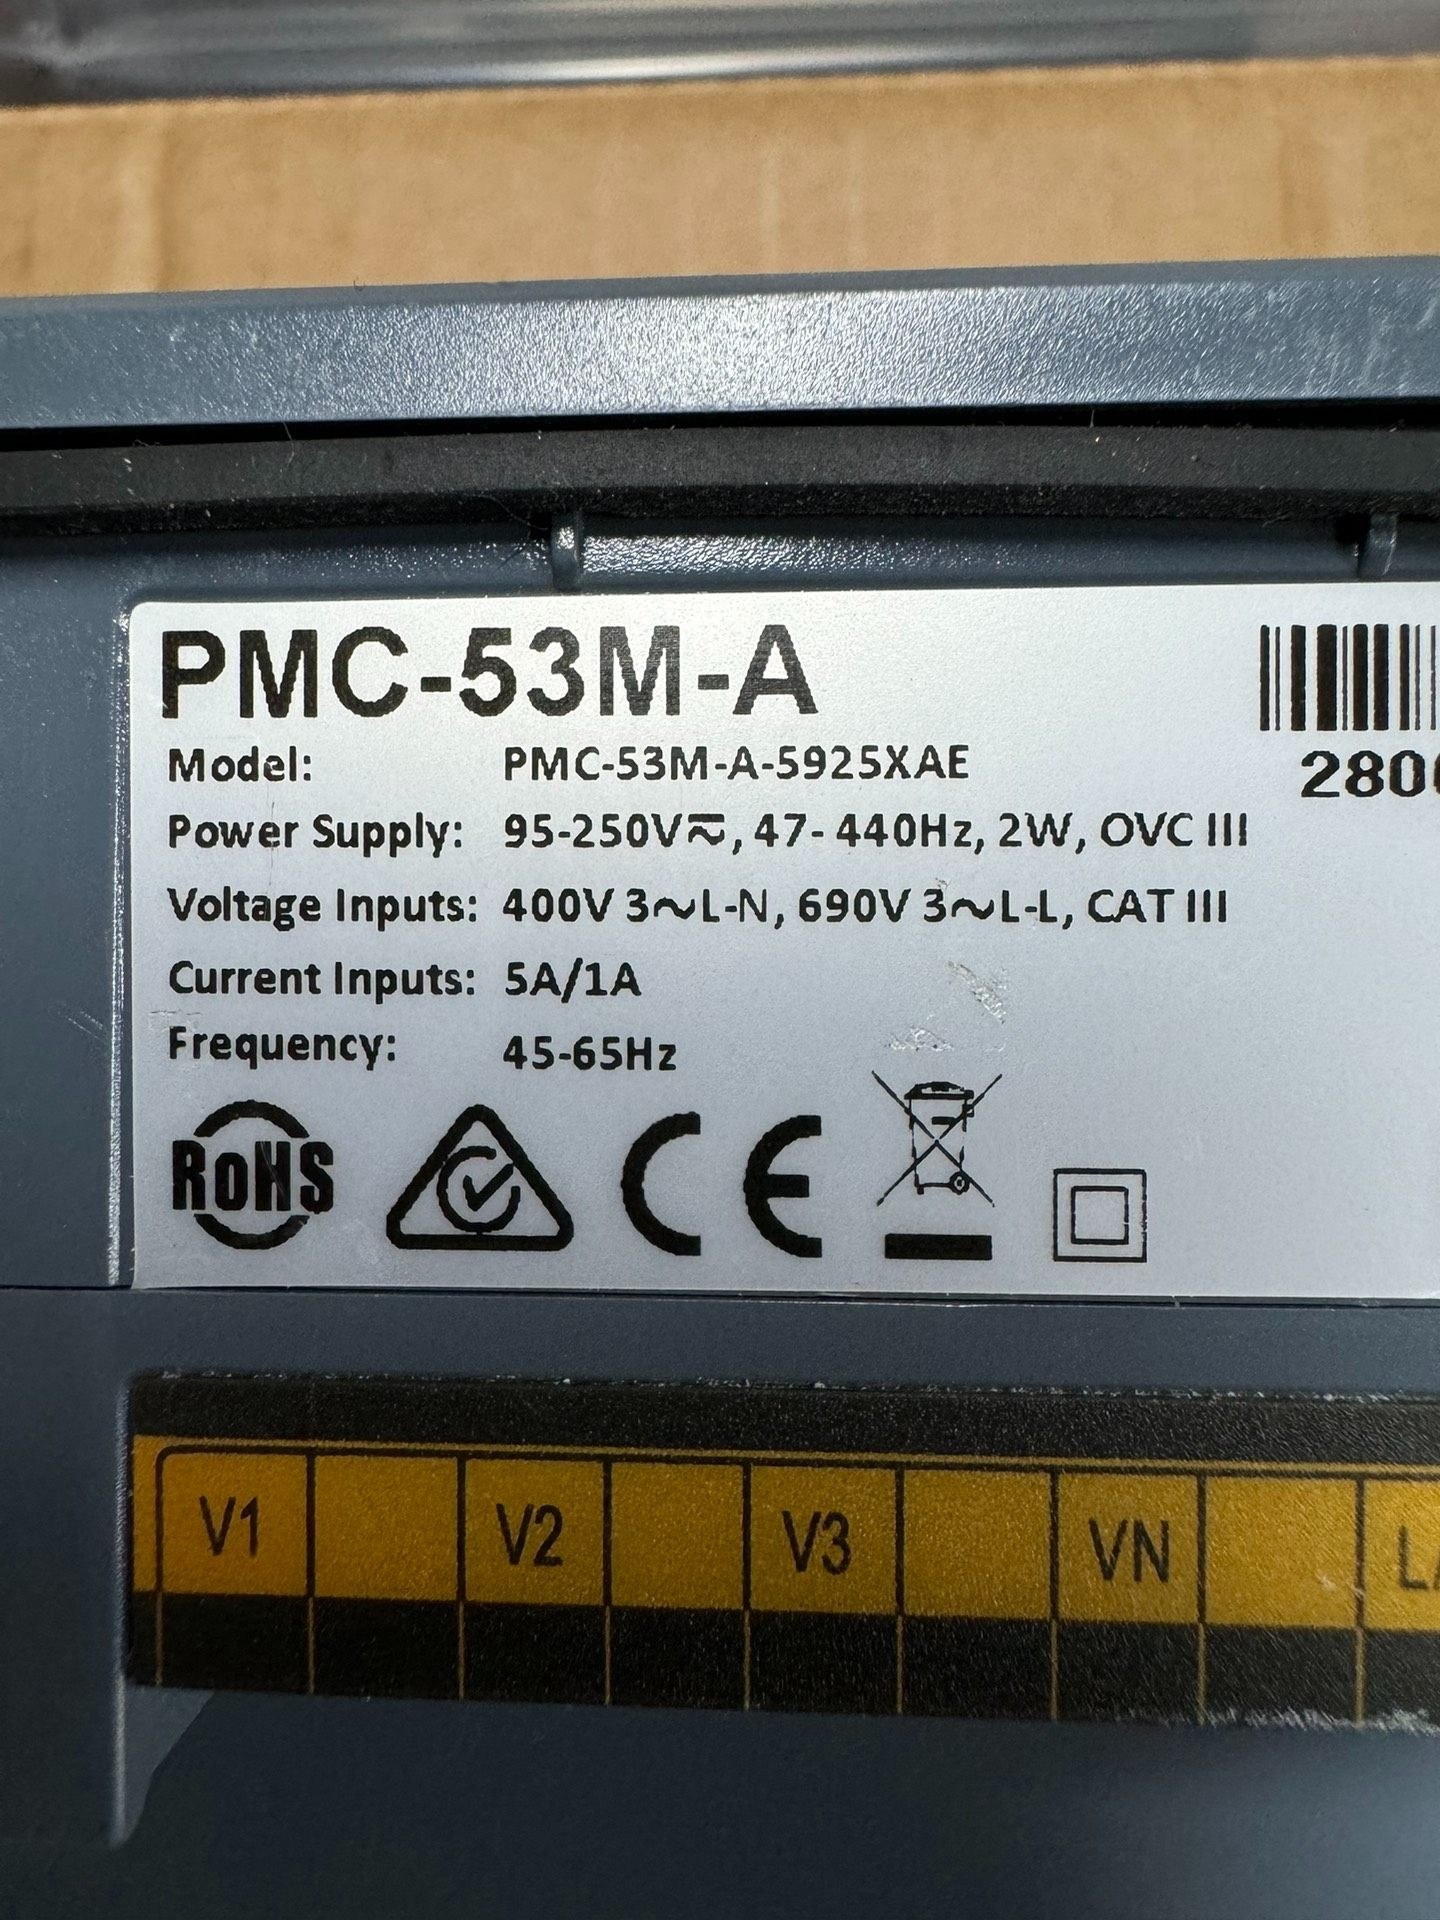 PMC-53M-A
Model: PMC-53M-A-5925XAE
Power Supply: 95-250V⎓~, 47- 440Hz, 2W, OVC III
Voltage Inputs: 400V 3~L-N, 690V 3~L-L, CAT III
Current Inputs: 5A/1A
Frequency: 45-65Hz
280
RoHS
CE
V1 V2 V3 VN